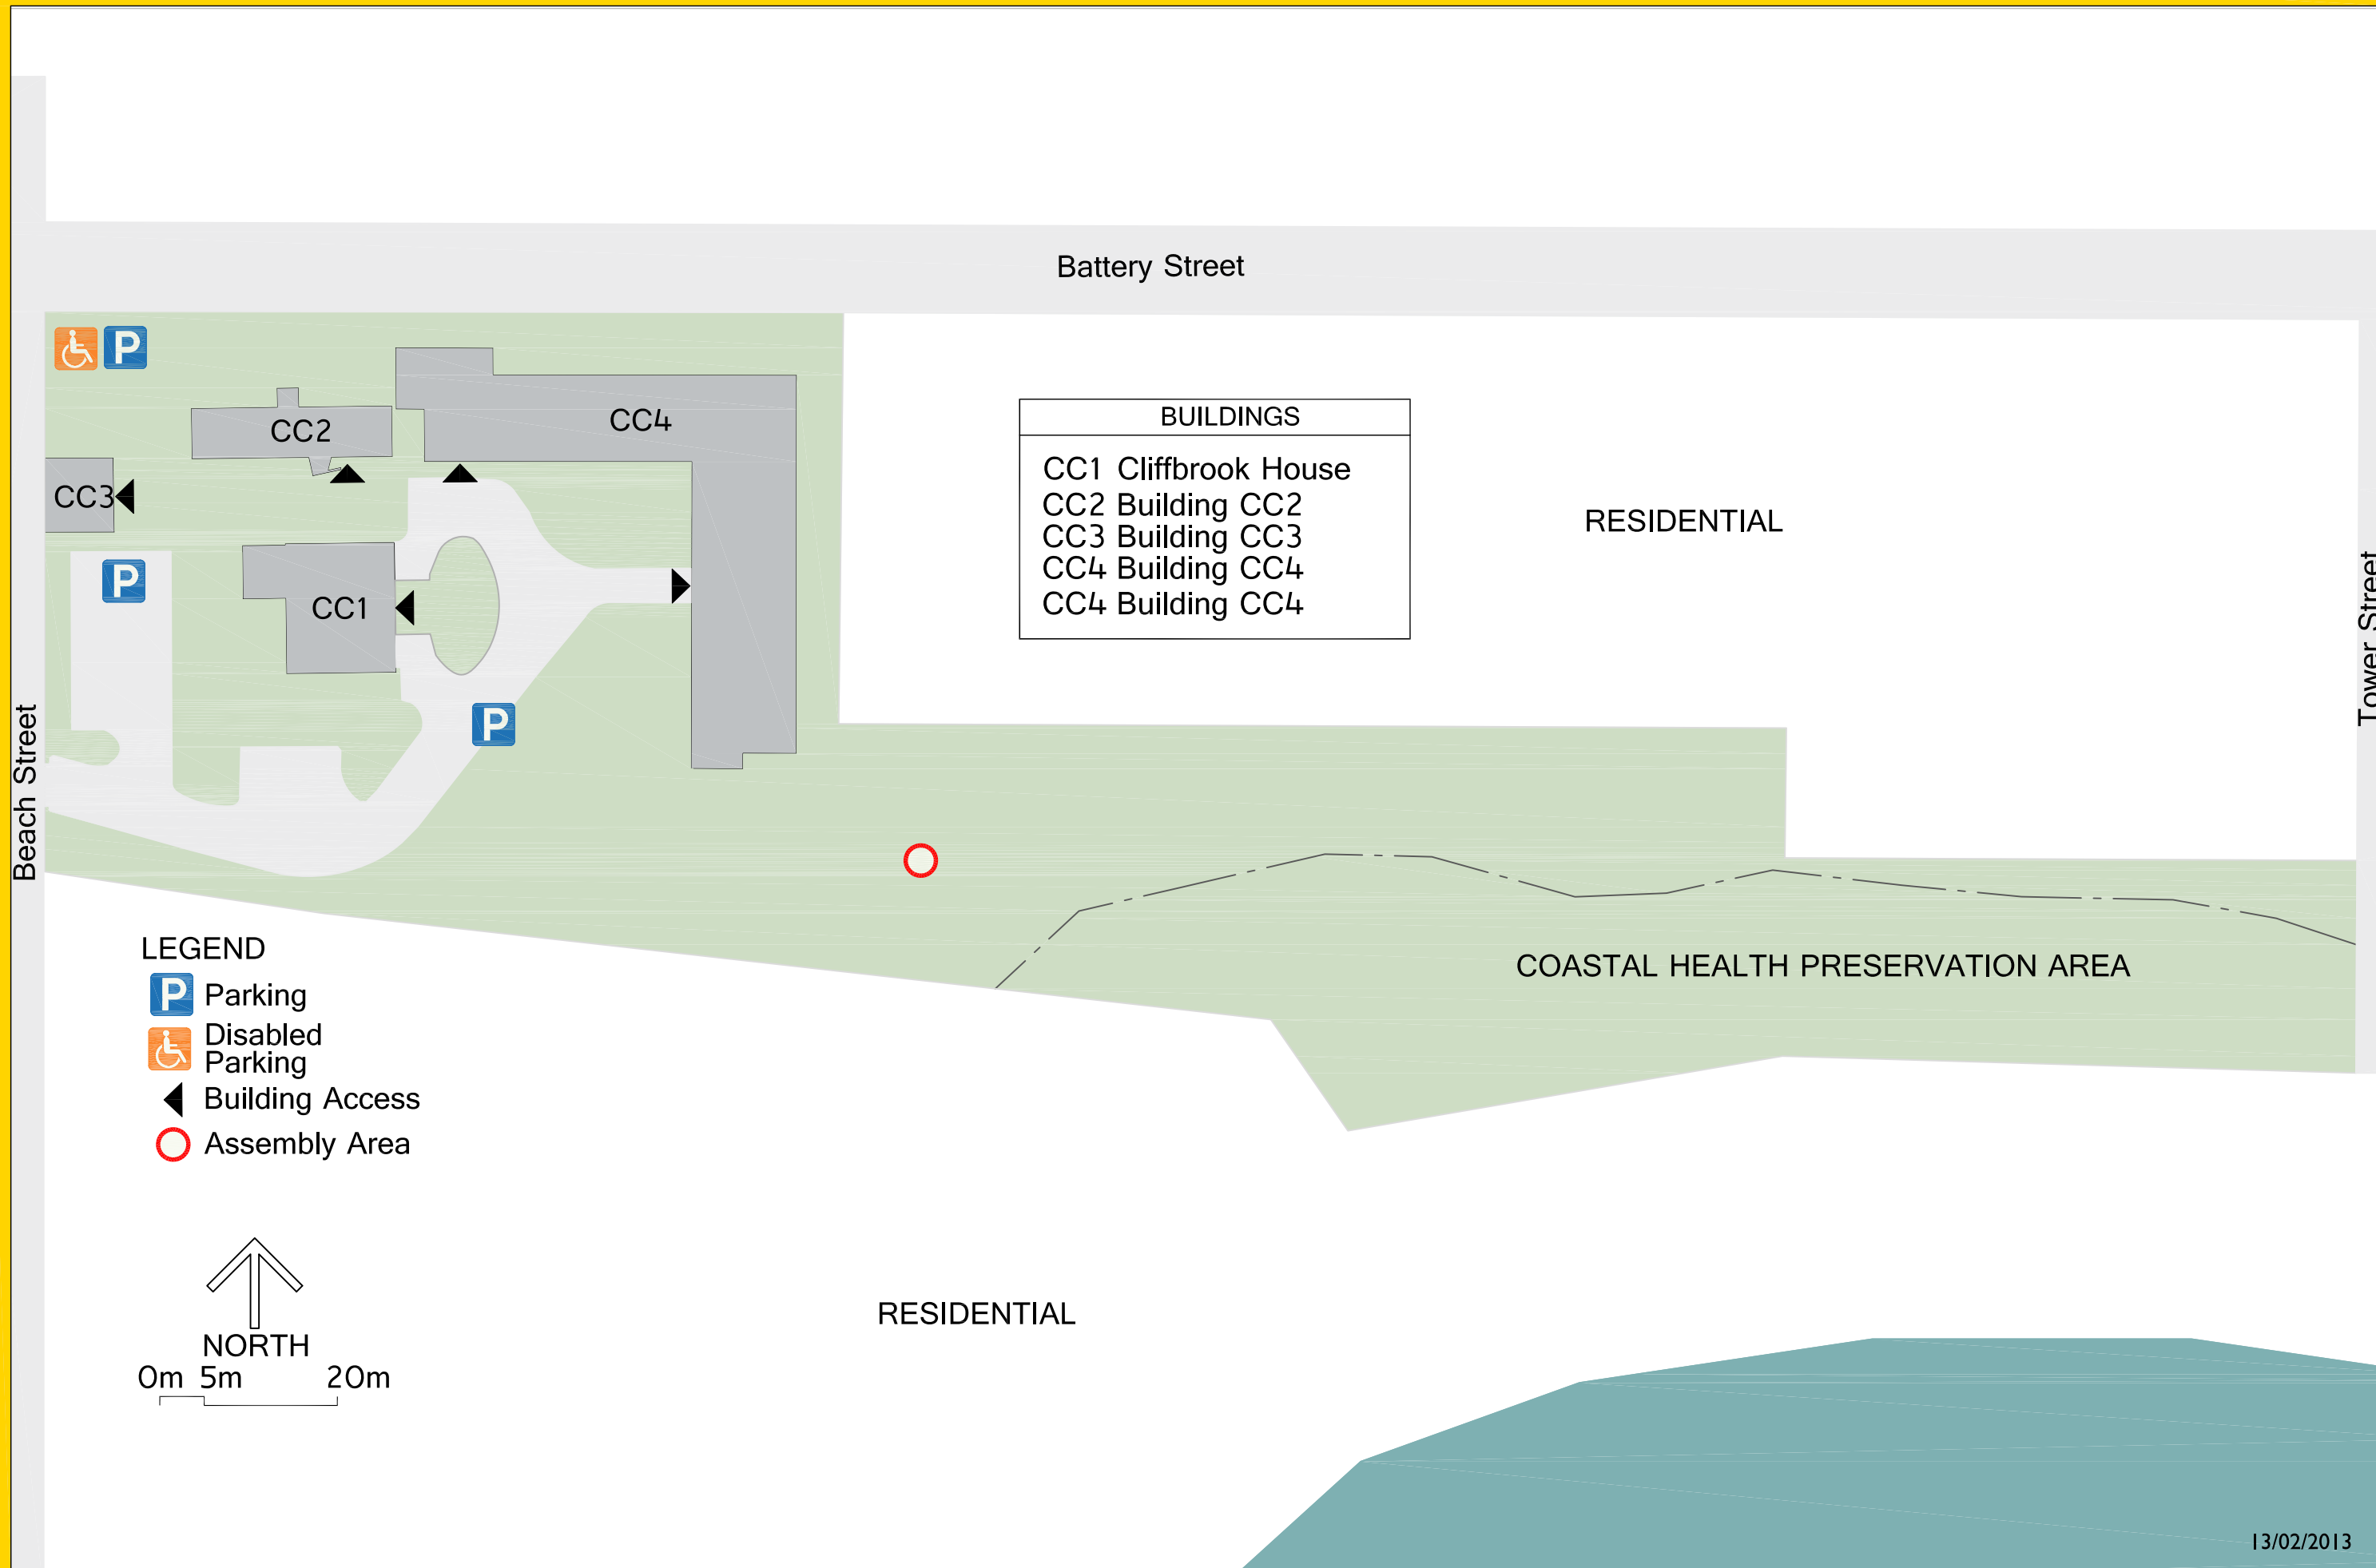 Battery Street
P
CC2
CC4
CC3
BUILDINGS
CC1 Cliffbrook House
CC2 Building CC2
CC3 Building CC3
CC4 Building CC4
CC4 Building CC4
RESIDENTIAL
P
CC1
P
Tower Street
Beach Street
COASTAL HEALTH PRESERVATION AREA
LEGEND
P Parking
Disabled
Parking
Building Access
Assembly Area
RESIDENTIAL
NORTH
0m 5m 20m
13/02/2013